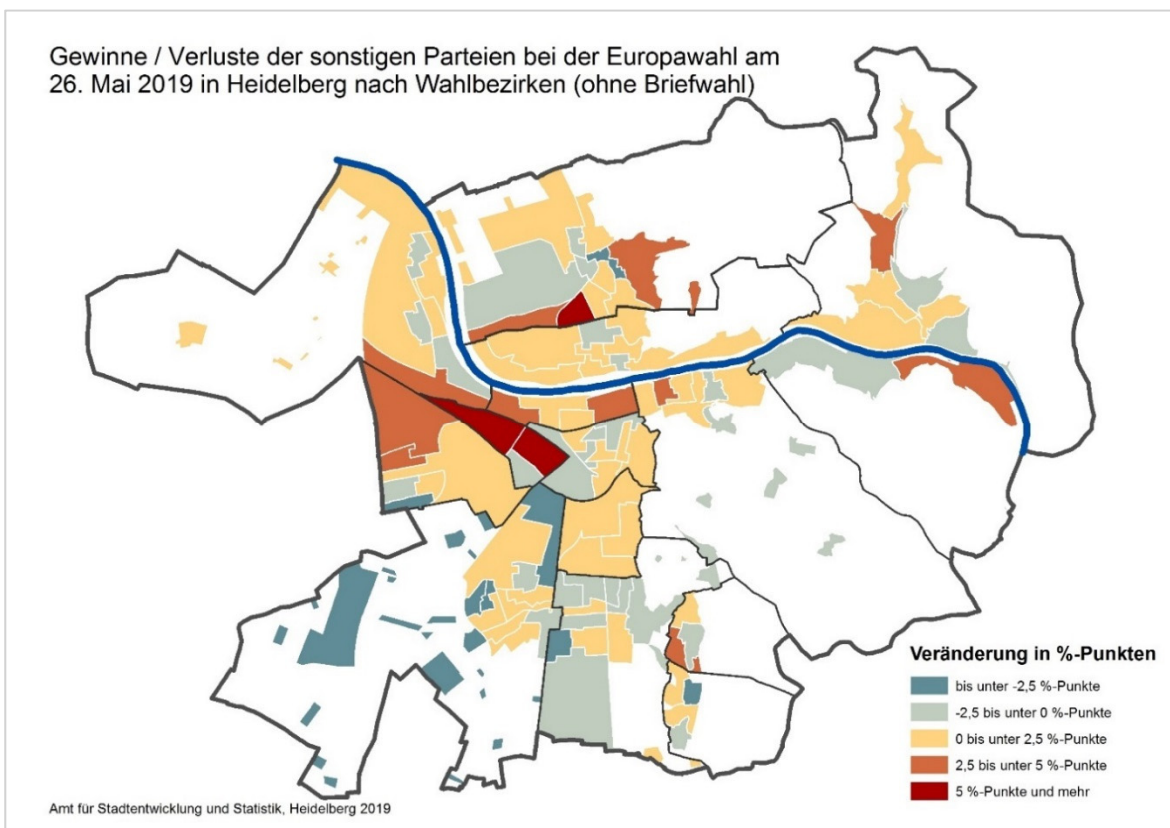 Gewinne / Verluste der sonstigen Parteien bei der Europawahl am
26. Mai 2019 in Heidelberg nach Wahlbezirken (ohne Briefwahl)
Veränderung in %-Punkten
bis unter -2,5 %-Punkte
-2,5 bis unter 0 %-Punkte
0 bis unter 2,5 %-Punkte
2,5 bis unter 5 %-Punkte
5 %-Punkte und mehr
Amt für Stadtentwicklung und Statistik, Heidelberg 2019